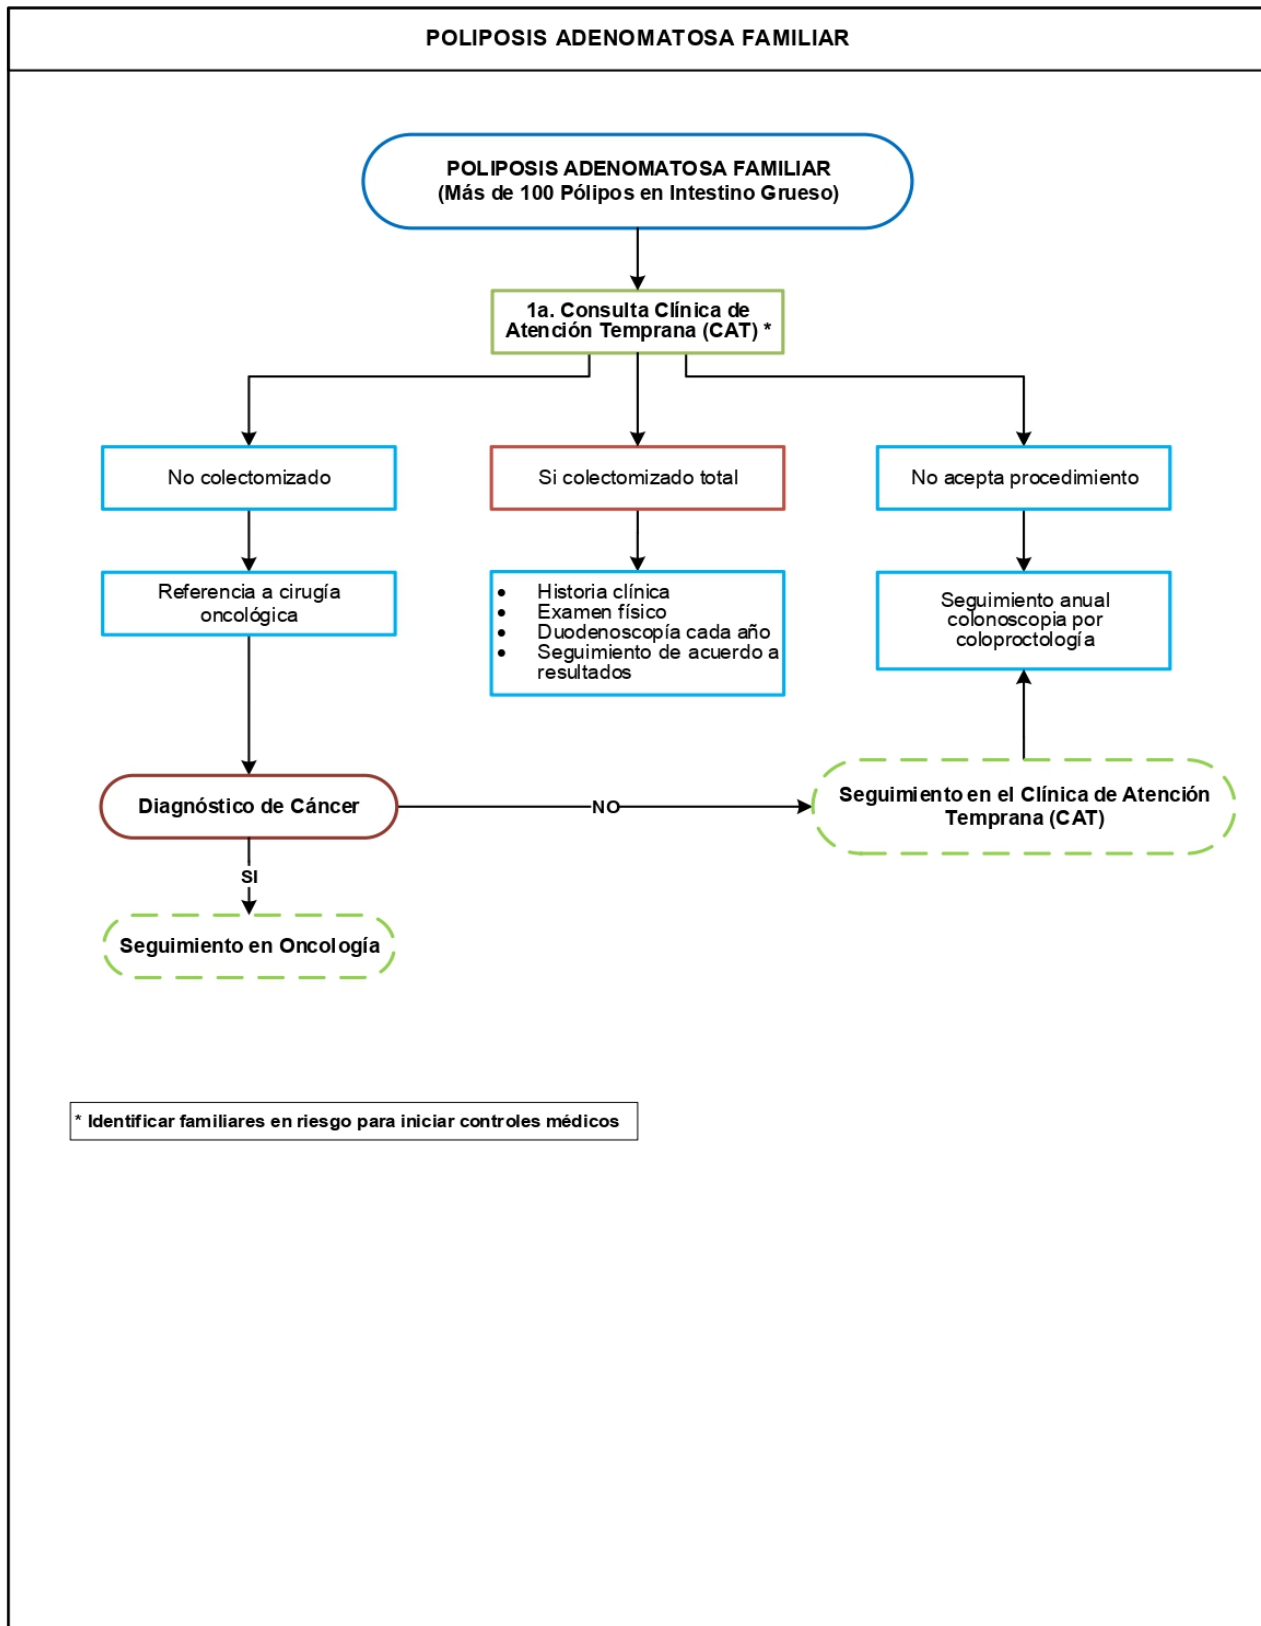 POLIPOSIS ADENOMATOSA FAMILIAR
POLIPOSIS ADENOMATOSA FAMILIAR
(Más de 100 Pólipos en Intestino Grueso)
1a. Consulta Clínica de
Atención Temprana (CAT) *
No colectomizado
Si colectomizado total
No acepta procedimiento
Referencia a cirugía
oncológica
• Historia clínica
• Examen físico
• Duodenoscopía cada año
• Seguimiento de acuerdo a
resultados
Seguimiento anual
colonoscopia por
coloproctología
Diagnóstico de Cáncer
NO
Seguimiento en el Clínica de Atención
Temprana (CAT)
SI
Seguimiento en Oncología
* Identificar familiares en riesgo para iniciar controles médicos